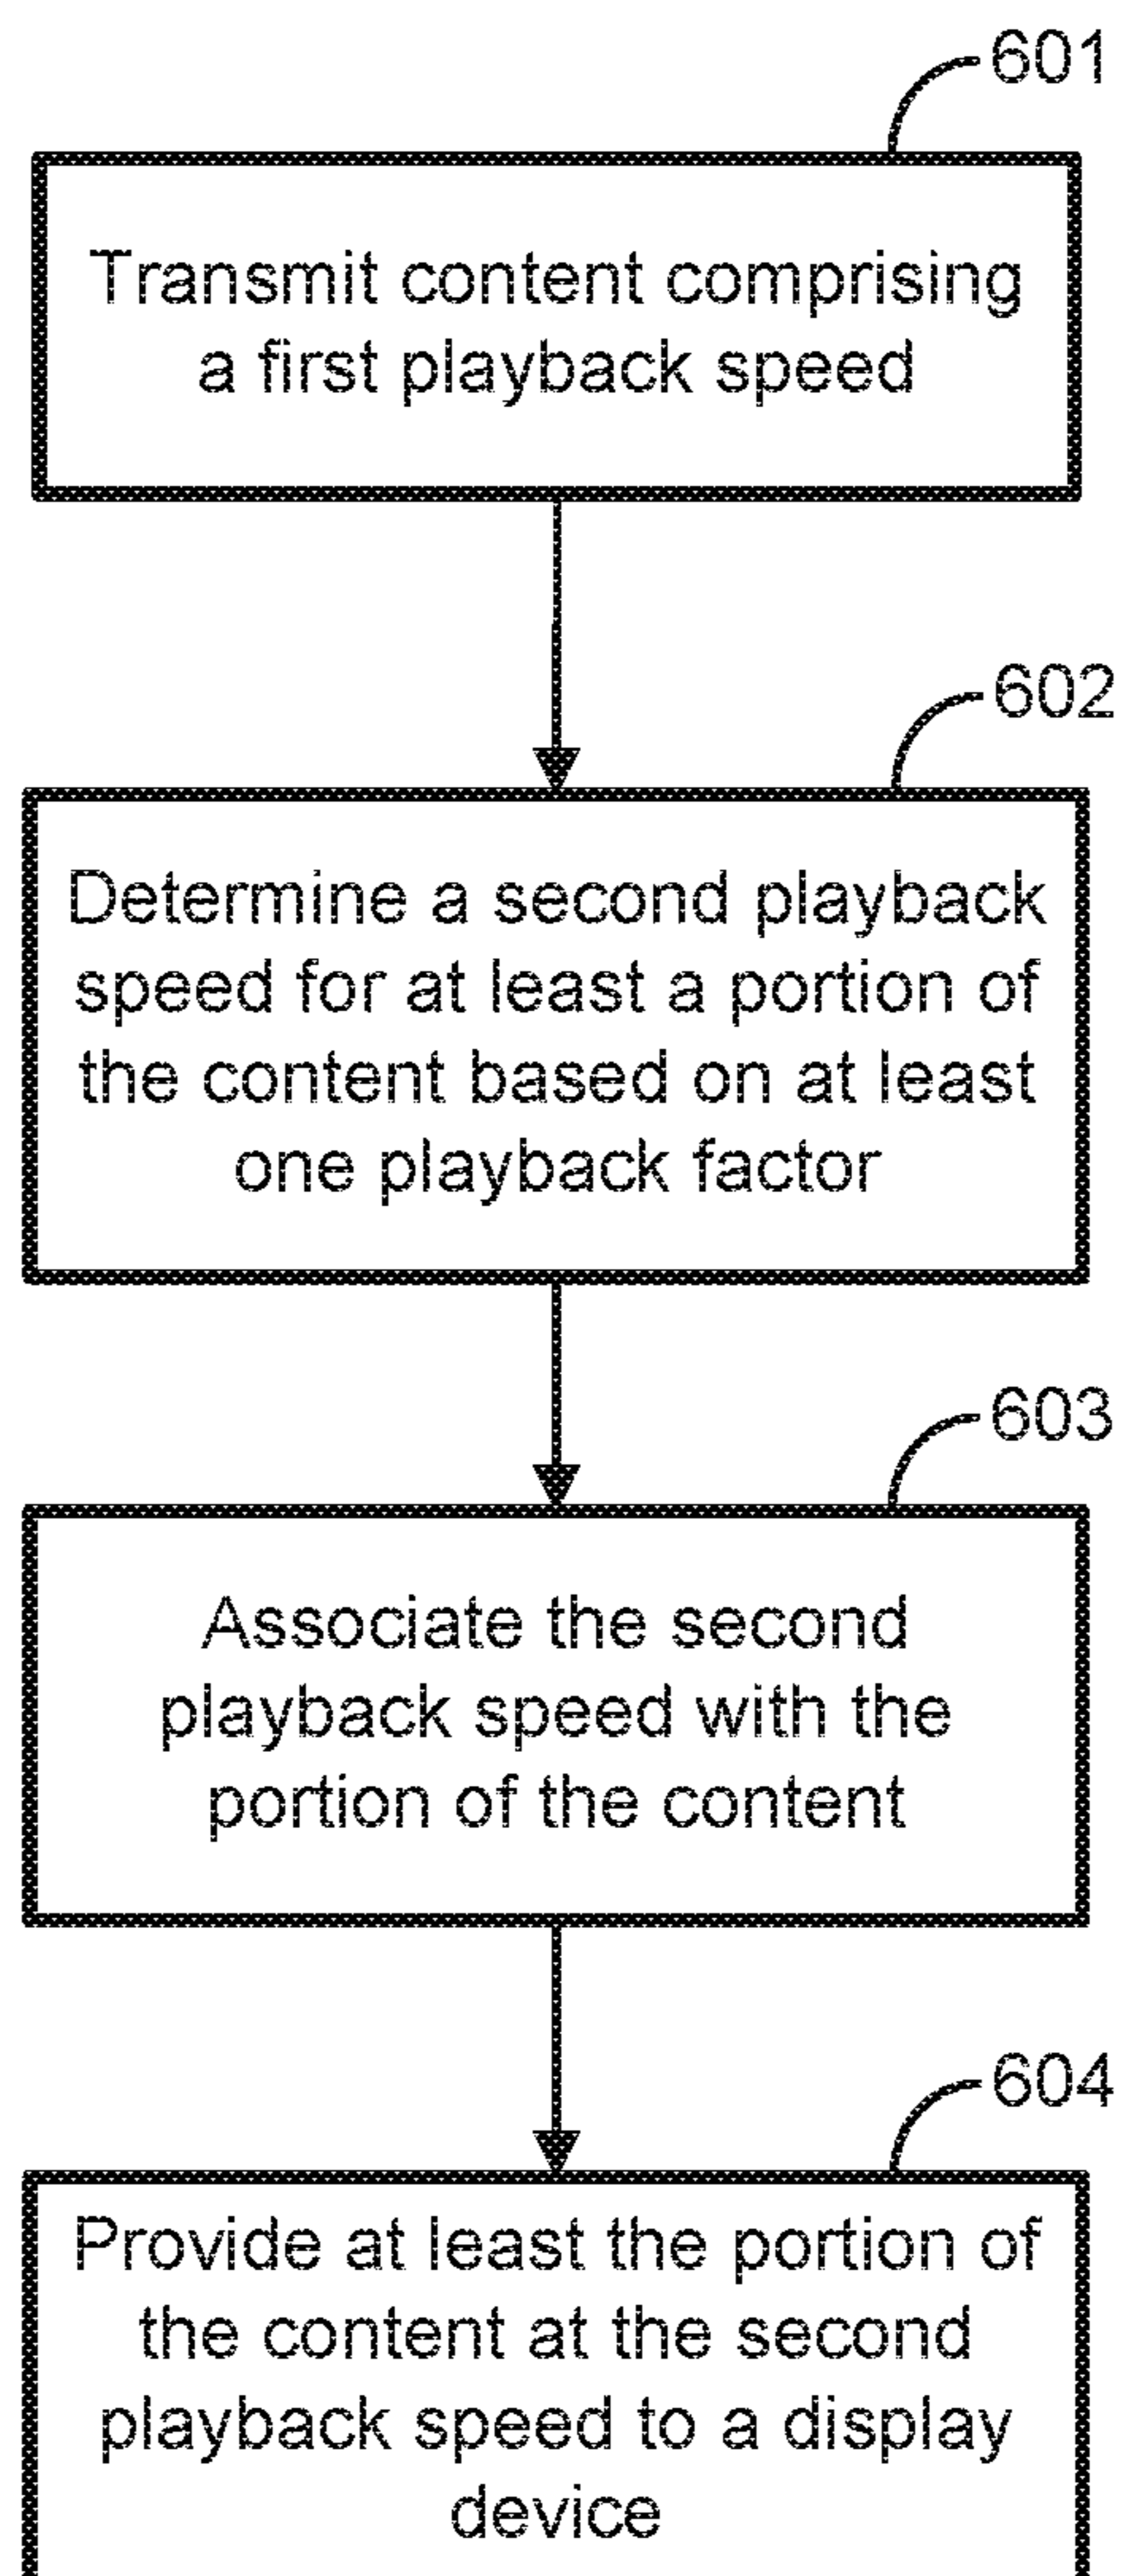 601
Transmit content comprising
a first playback speed
602
Determine a second playback
speed for at least a portion of
the content based on at least
one playback factor
603
Associate the second
playback speed with the
portion of the content
604
Provide at least the portion of
the content at the second
playback speed to a display
device